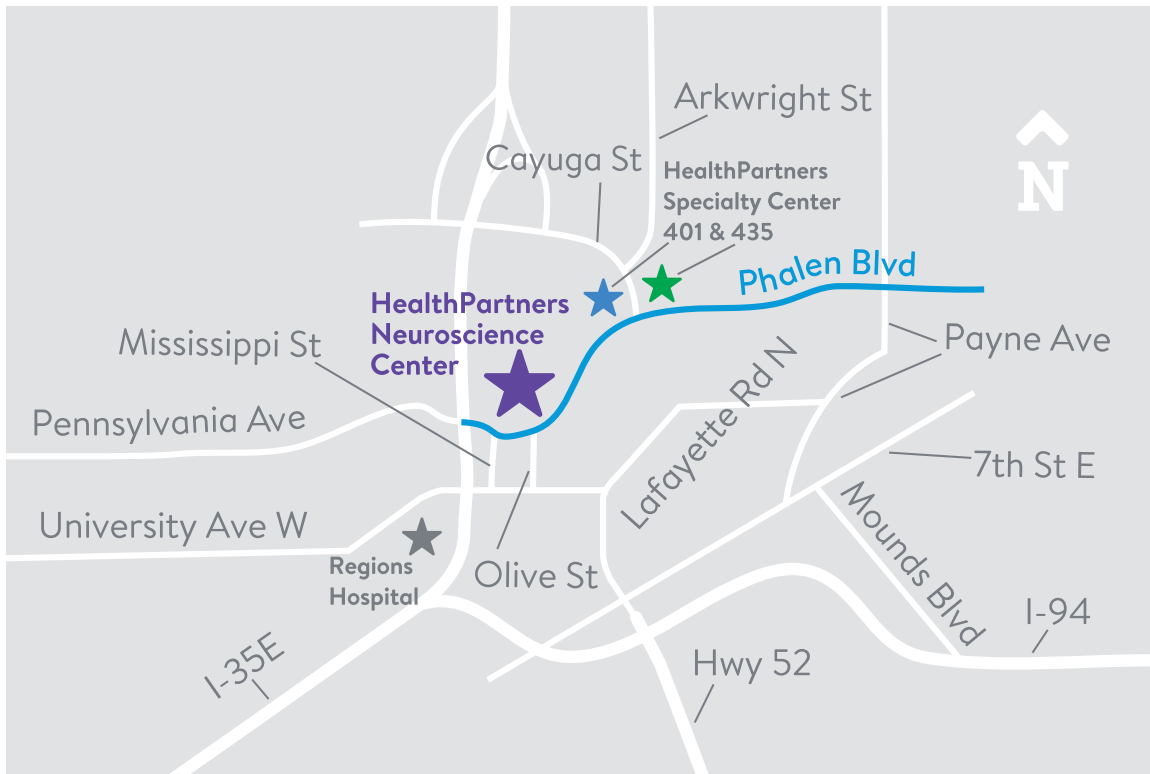 Arkwright St
Cayuga St
HealthPartners
Specialty Center
401 & 435
N
Phalen Blvd
HealthPartners
Neuroscience
Center
Mississippi St
Payne Ave
Lafayette Rd N
Pennsylvania Ave
7th St E
University Ave W
Mounds Blvd
Regions
Hospital
Olive St
I-94
I-35E
Hwy 52